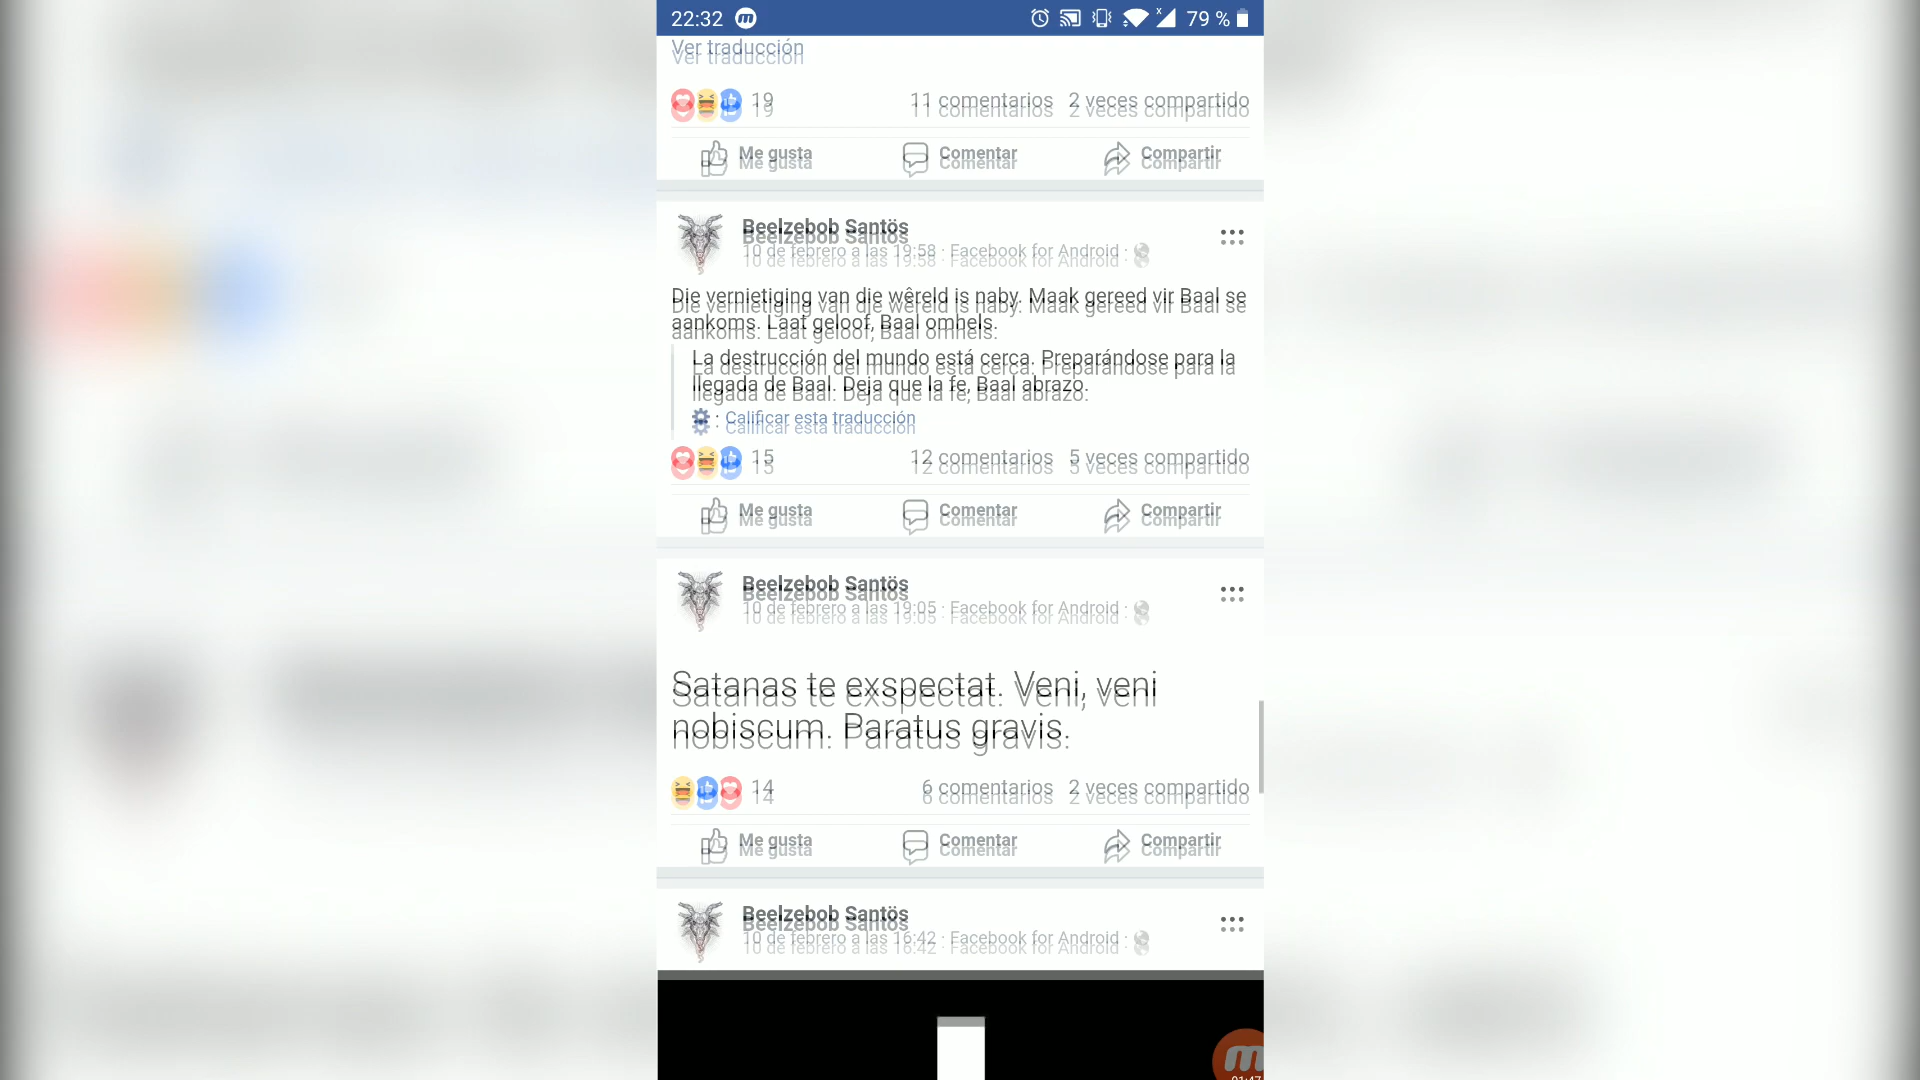 22:32 79 %
Ver traducción
19 11 comentarios 2 veces compartido
Me gusta Comentar Compartir
Beelzebob Santös
10 de febrero a las 19:58 · Facebook for Android ·
Die vernietiging van die wêreld is naby. Maak gereed vir Baal se
aankoms. Laat geloof, Baal omhels.
La destrucción del mundo está cerca. Preparándose para la
llegada de Baal. Deja que la fe, Baal abrazo.
· Calificar esta traducción
15 12 comentarios 5 veces compartido
Me gusta Comentar Compartir
Beelzebob Santös
10 de febrero a las 19:05 · Facebook for Android ·
Satanas te exspectat. Veni, veni
nobiscum. Paratus gravis.
14 6 comentarios 2 veces compartido
Me gusta Comentar Compartir
Beelzebob Santös
10 de febrero a las 16:42 · Facebook for Android ·